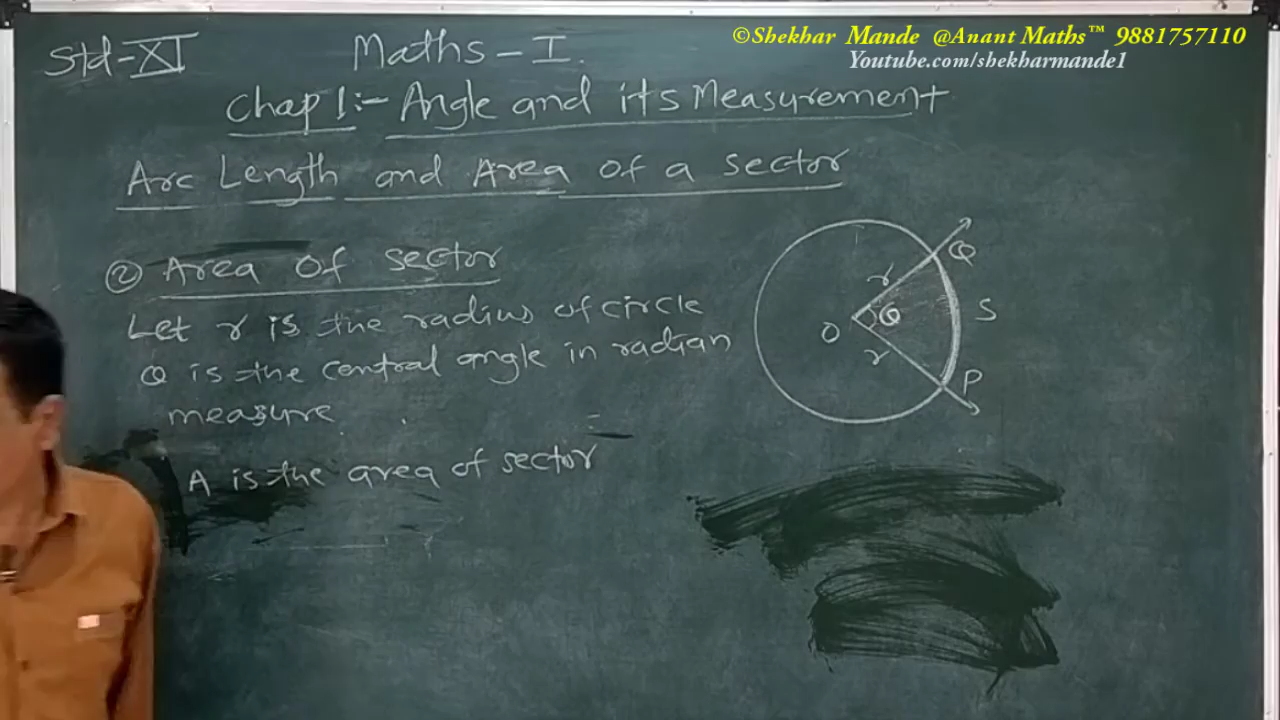 ©Shekhar Mande @Anant Maths™ 9881757110
Youtube.com/shekharmande1
Std-XI Maths - I.
Chap 1:- Angle and its Measurement
Arc Length and Area of a sector
② Area of sector
Let r is the radius of circle
θ is the central angle in radian
measure.
A is the area of sector
Q
r
θ
S
O
r
P